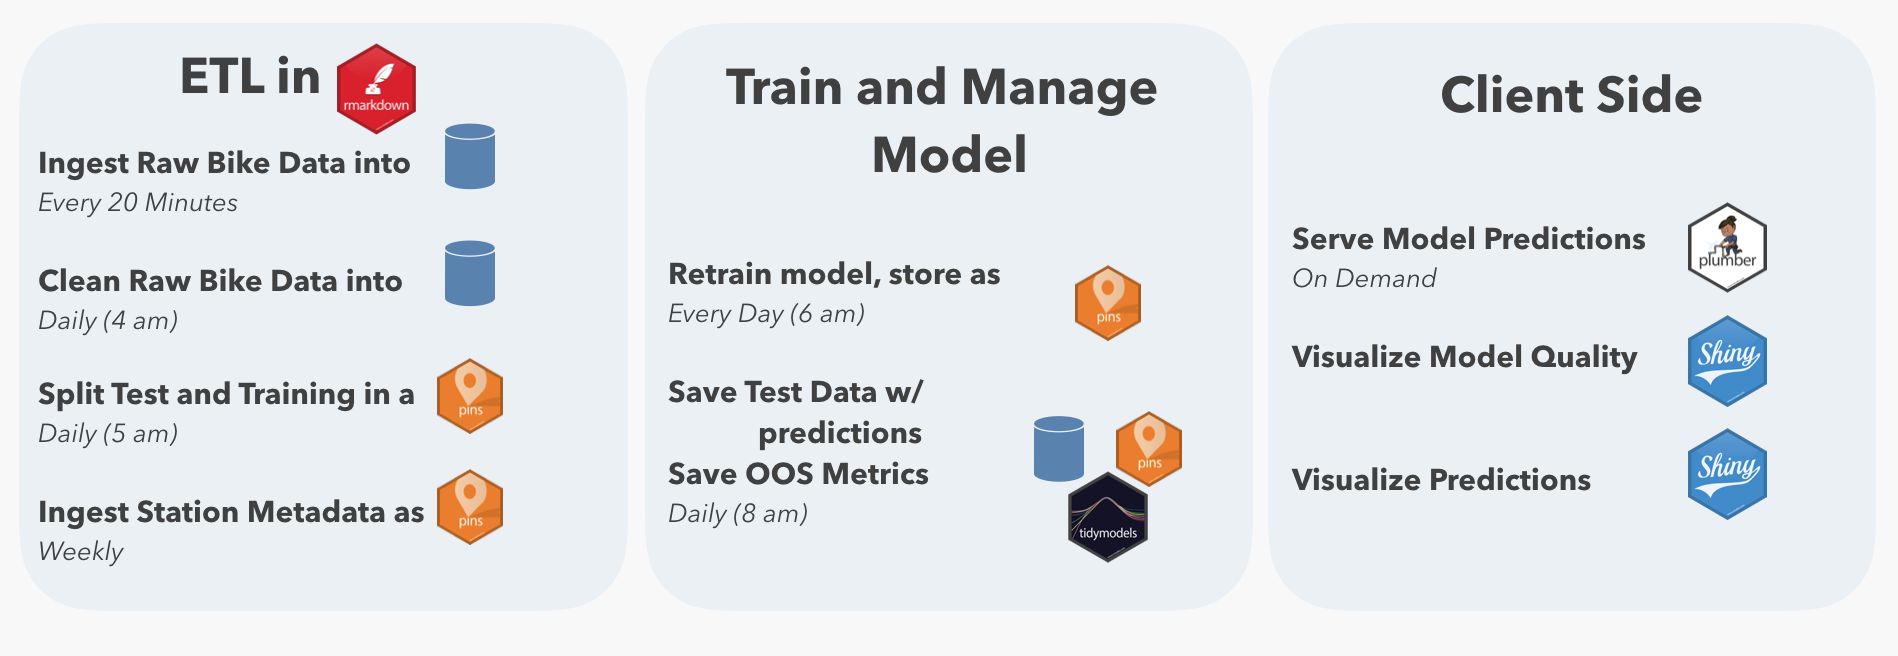 ETL in
rmarkdown
Ingest Raw Bike Data into
Every 20 Minutes
Clean Raw Bike Data into
Daily (4 am)
Split Test and Training in a
pins
Daily (5 am)
Ingest Station Metadata as
pins
Weekly
Train and Manage
Model
Retrain model, store as
Every Day (6 am)
pins
Save Test Data w/
predictions
pins
Save OOS Metrics
Daily (8 am)
tidymodels
Client Side
Serve Model Predictions
On Demand
plumber
Visualize Model Quality
Shiny
Visualize Predictions
Shiny